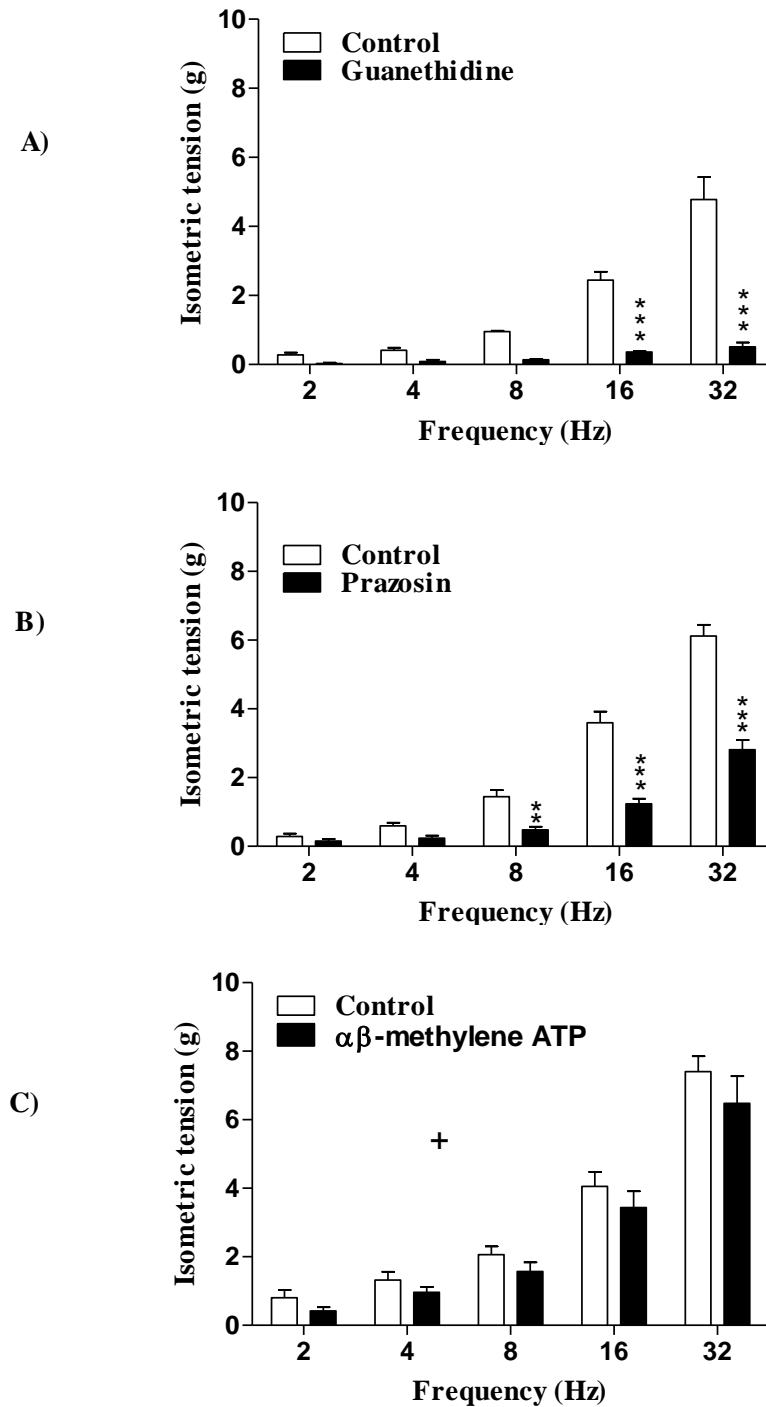 A)
Isometric tension (g)
10
8
6
4
2
0
Control
Guanethidine
***
***
2 4 8 16 32
Frequency (Hz)
B)
Isometric tension (g)
10
8
6
4
2
0
Control
Prazosin
**
***
***
2 4 8 16 32
Frequency (Hz)
C)
Isometric tension (g)
10
8
6
4
2
0
Control
αβ-methylene ATP
+
2 4 8 16 32
Frequency (Hz)